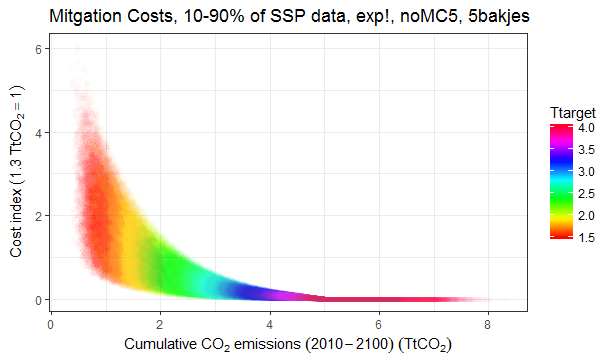 Mitgation Costs, 10-90% of SSP data, exp!, noMC5, 5bakjes
Cost index (1.3 TtCO₂ = 1)
6
4
2
0
0 2 4 6 8
Cumulative CO₂ emissions (2010 − 2100) (TtCO₂)
Ttarget
4.0
3.5
3.0
2.5
2.0
1.5